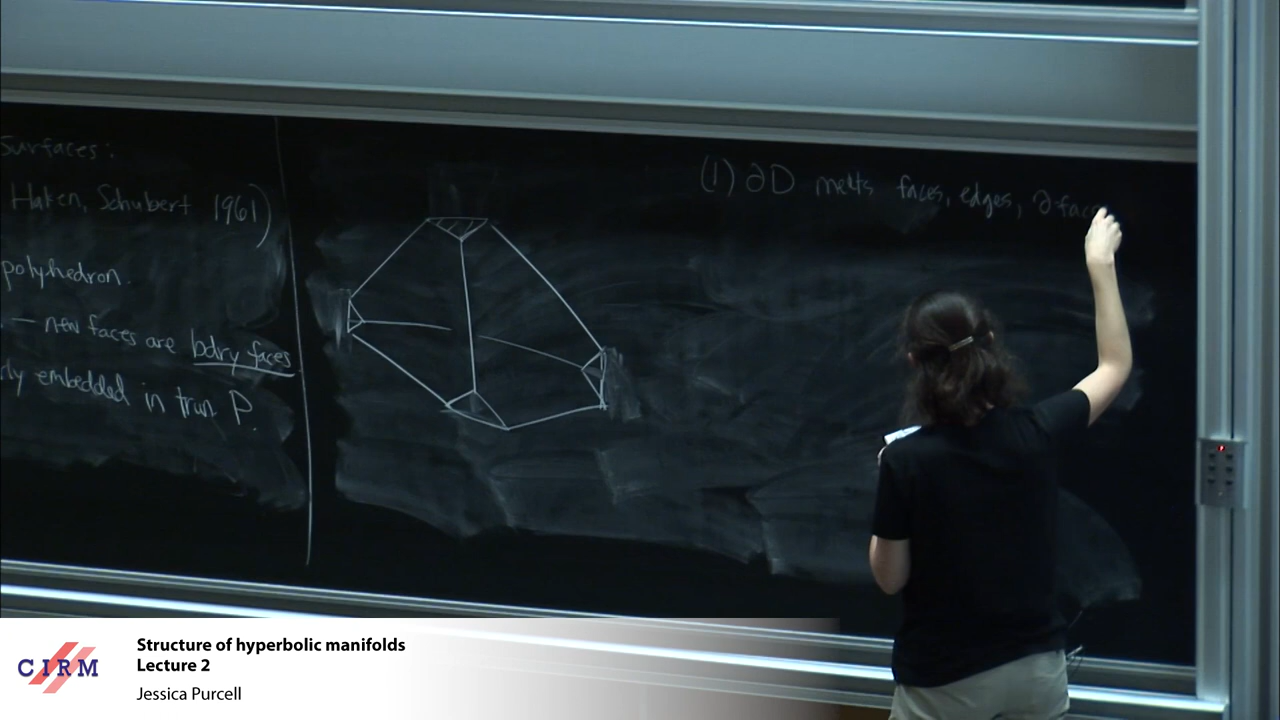 surfaces:
Haken, Schubert 1961)
polyhedron.
— new faces are bdry faces
embedded in trun P.
(1) ∂D meets faces, edges, ∂ faces
CIRM
Structure of hyperbolic manifolds
Lecture 2
Jessica Purcell